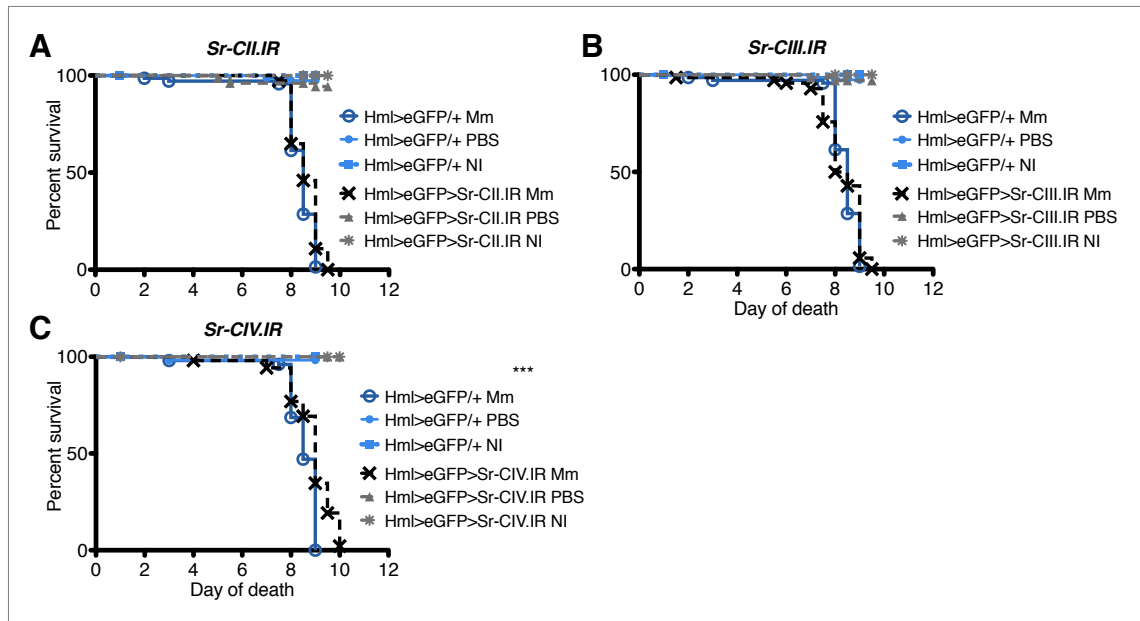 A
Sr-CII.IR
Percent survival
100
50
0
0 2 4 6 8 10 12
Hml>eGFP/+ Mm
Hml>eGFP/+ PBS
Hml>eGFP/+ NI
Hml>eGFP>Sr-CII.IR Mm
Hml>eGFP>Sr-CII.IR PBS
Hml>eGFP>Sr-CII.IR NI
B
Sr-CIII.IR
Percent survival
100
50
0
0 2 4 6 8 10 12
Day of death
Hml>eGFP/+ Mm
Hml>eGFP/+ PBS
Hml>eGFP/+ NI
Hml>eGFP>Sr-CIII.IR Mm
Hml>eGFP>Sr-CIII.IR PBS
Hml>eGFP>Sr-CIII.IR NI
C
Sr-CIV.IR
Percent survival
100
50
0
0 2 4 6 8 10 12
Day of death
***
Hml>eGFP/+ Mm
Hml>eGFP/+ PBS
Hml>eGFP/+ NI
Hml>eGFP>Sr-CIV.IR Mm
Hml>eGFP>Sr-CIV.IR PBS
Hml>eGFP>Sr-CIV.IR NI